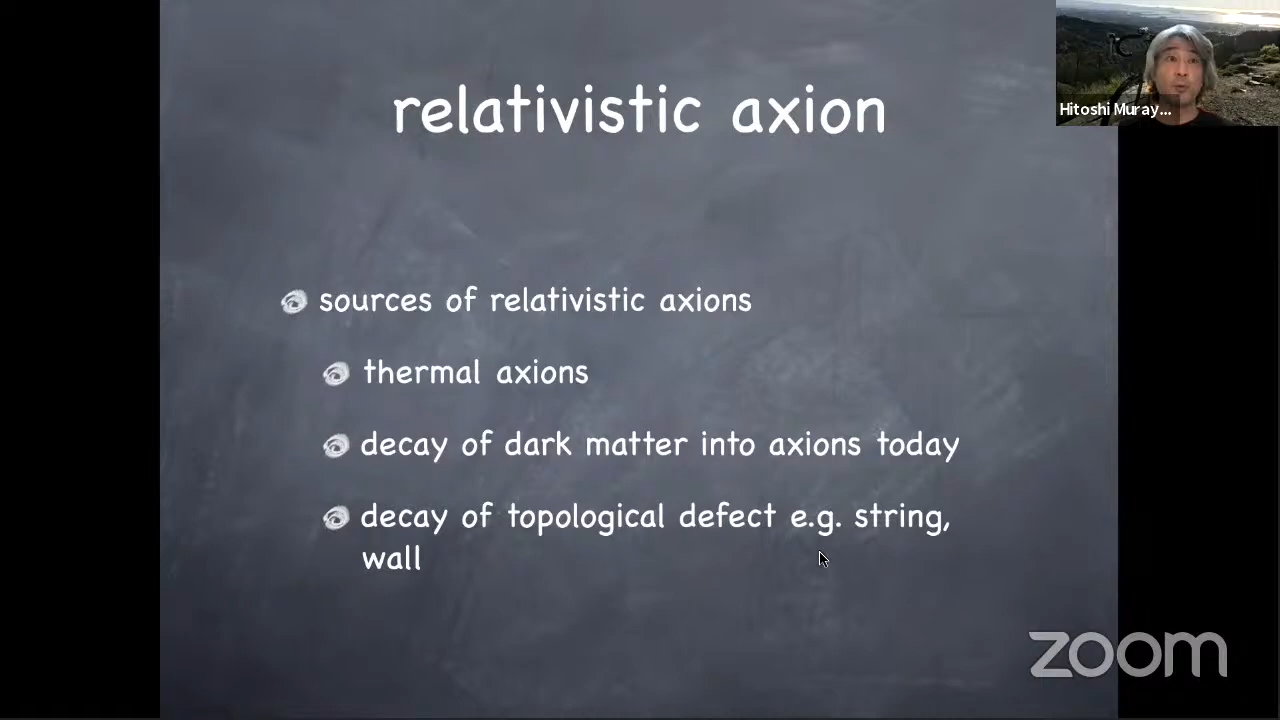 relativistic axion
Hitoshi Muray...
sources of relativistic axions
thermal axions
decay of dark matter into axions today
decay of topological defect e.g. string,
wall
zoom